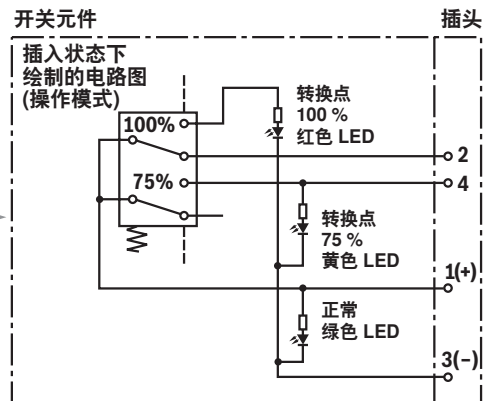 开关元件
插头
插入状态下
绘制的电路图
(操作模式)
100%
75%
转换点
100 %
红色 LED
2
4
转换点
75 %
黄色 LED
1(+)
正常
绿色 LED
3(−)